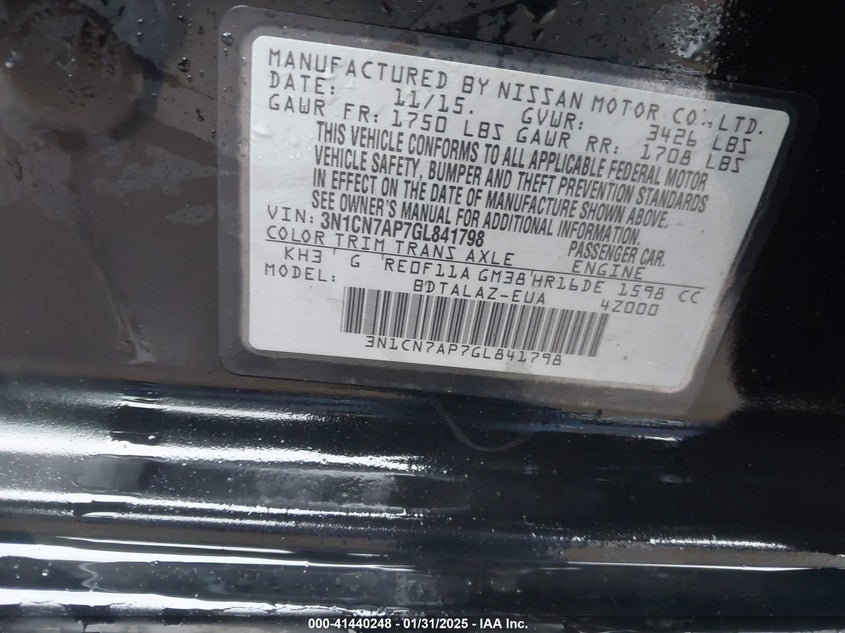 MANUFACTURED BY NISSAN MOTOR CO.,LTD.
DATE: 11/15. GVWR: 3426 LBS
GAWR FR: 1750 LBS GAWR RR: 1708 LBS
THIS VEHICLE CONFORMS TO ALL APPLICABLE FEDERAL MOTOR
VEHICLE SAFETY, BUMPER AND THEFT PREVENTION STANDARDS
IN EFFECT ON THE DATE OF MANUFACTURE SHOWN ABOVE.
SEE OWNER'S MANUAL FOR ADDITIONAL INFORMATION.
VIN: 3N1CN7AP7GL841798 PASSENGER CAR.
COLOR TRIM TRANS AXLE ENGINE
KH3 G RE0F11A GM38 HR16DE 1598 CC
MODEL: BDTALAZ-EUA 4Z000
3N1CN7AP7GL841798
000-41440248 - 01/31/2025 - IAA Inc.